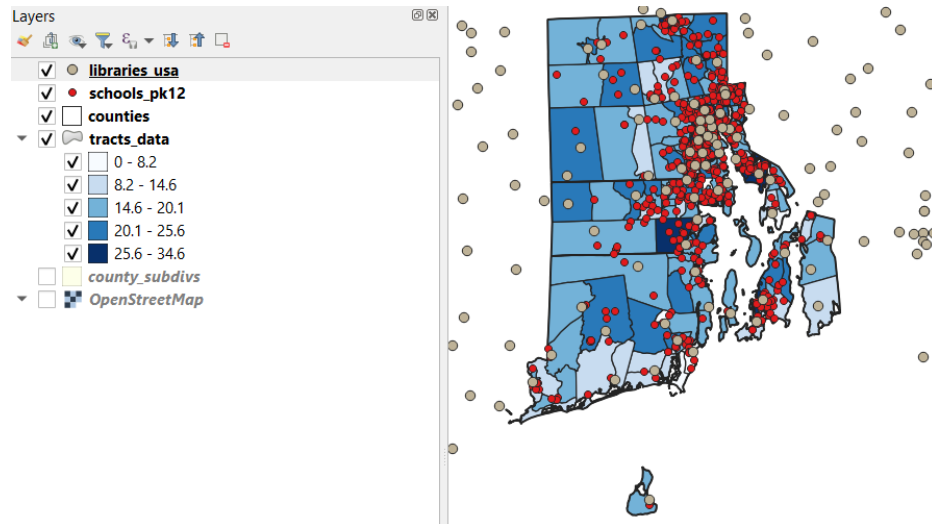 Layers
libraries_usa
schools_pk12
counties
tracts_data
0 - 8.2
8.2 - 14.6
14.6 - 20.1
20.1 - 25.6
25.6 - 34.6
county_subdivs
OpenStreetMap